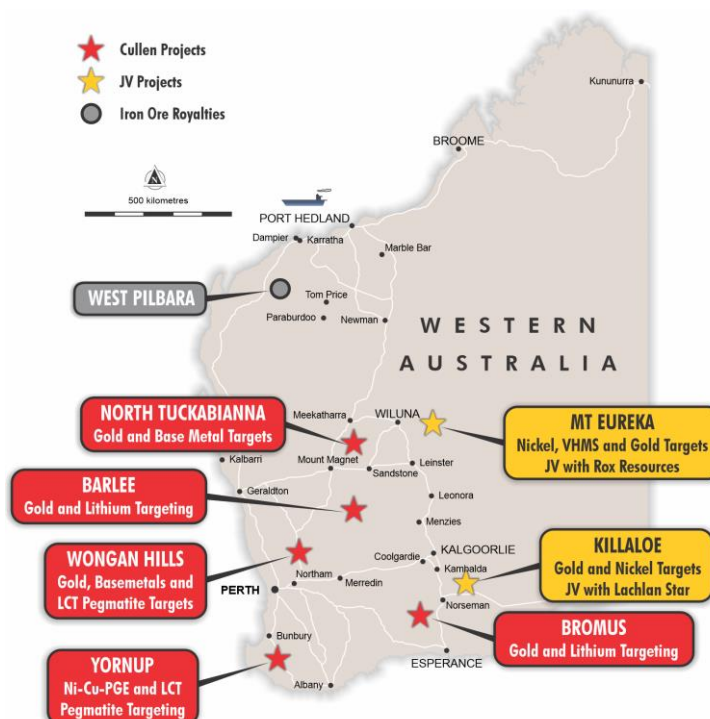 Cullen Projects
JV Projects
Iron Ore Royalties
N
500 kilometres
Kununurra
BROOME
PORT HEDLAND
Dampier
Karratha
Marble Bar
WEST PILBARA
Tom Price
Paraburdoo
Newman
WESTERN
AUSTRALIA
NORTH TUCKABIANNA
Gold and Base Metal Targets
Meekatharra
WILUNA
MT EUREKA
Nickel, VHMS and Gold Targets
JV with Rox Resources
Kalbarri
Mount Magnet
Sandstone
Leinster
BARLEE
Gold and Lithium Targeting
Geraldton
Leonora
Menzies
WONGAN HILLS
Gold, Basemetals and
LCT Pegmatite Targets
Coolgardie
KALGOORLIE
Kambalda
KILLALOE
Gold and Nickel Targets
JV with Lachlan Star
PERTH
Northam
Merredin
Norseman
BROMUS
Gold and Lithium Targeting
Bunbury
YORNUP
Ni-Cu-PGE and LCT
Pegmatite Targeting
Albany
ESPERANCE